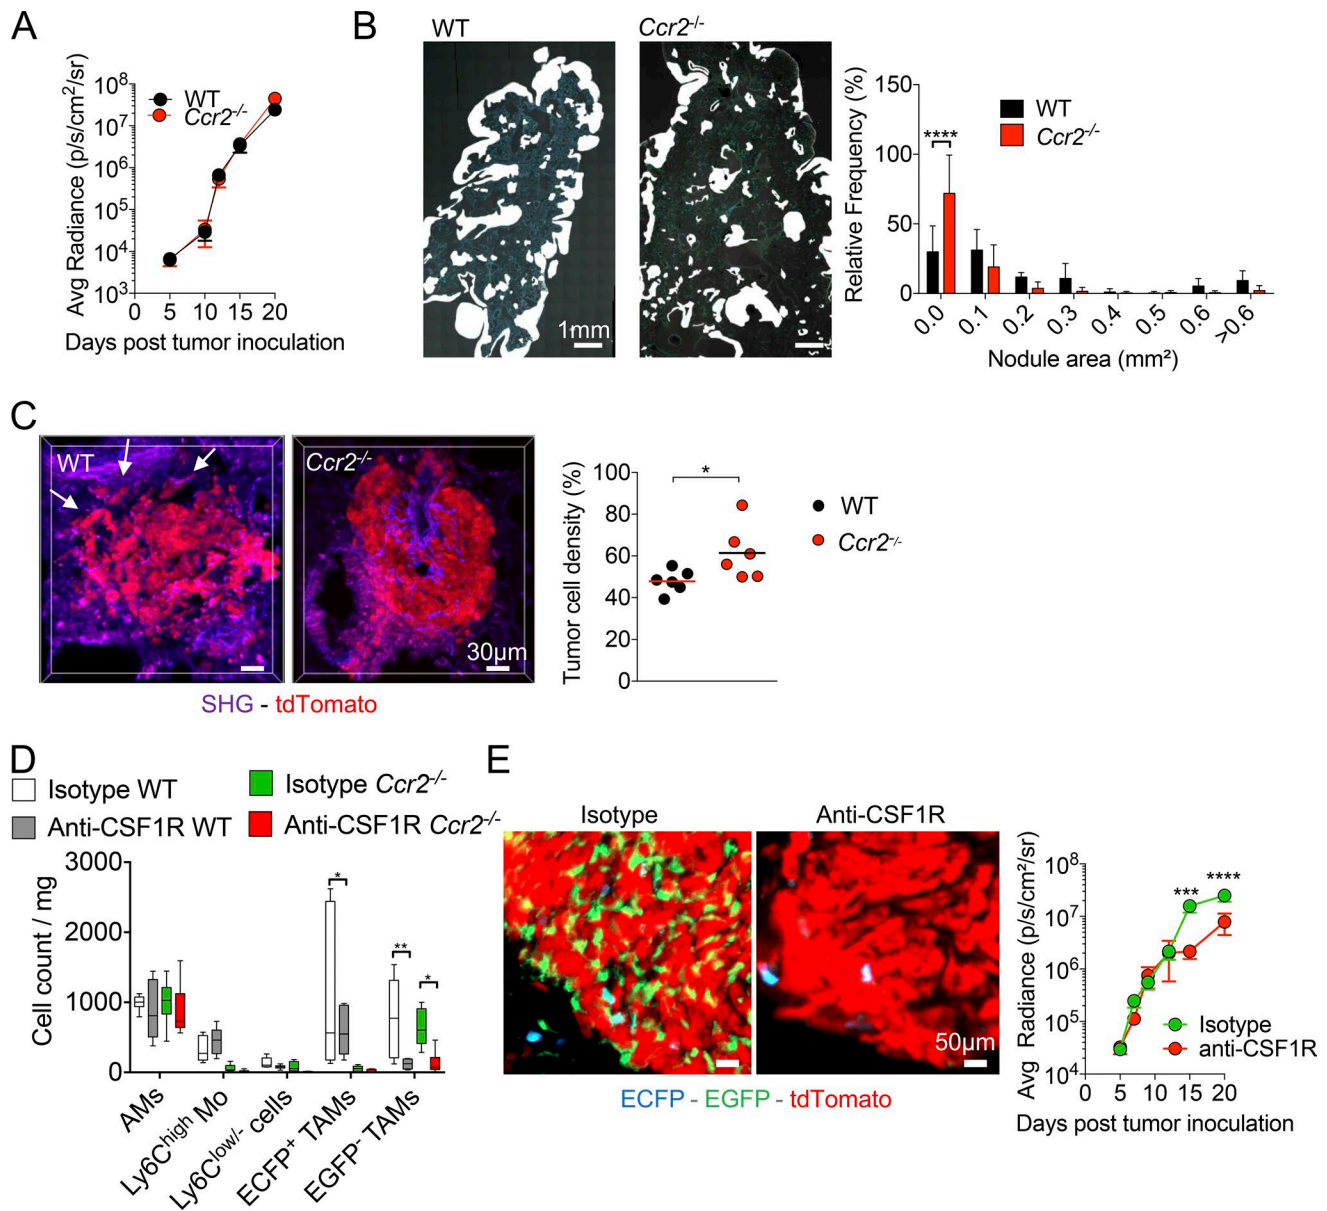 A
Avg Radiance (p/s/cm²/sr)
10⁸
10⁷
10⁶
10⁵
10⁴
10³
WT
Ccr2⁻/⁻
0 5 10 15 20
Days post tumor inoculation
B
WT
Ccr2⁻/⁻
1mm
Relative Frequency (%)
150
100
50
0
****
WT
Ccr2⁻/⁻
0.0 0.1 0.2 0.3 0.4 0.5 0.6 >0.6
Nodule area (mm²)
C
WT
Ccr2⁻/⁻
30µm
SHG - tdTomato
Tumor cell density (%)
100
80
60
40
20
0
*
WT
Ccr2⁻/⁻
D
Isotype WT
Isotype Ccr2⁻/⁻
Anti-CSF1R WT
Anti-CSF1R Ccr2⁻/⁻
Cell count / mg
3000
2000
1000
0
*
**
*
AMs
Ly6Cʰⁱᵍʰ Mo
Ly6Cˡᵒʷ/⁻ cells
ECFP⁺ TAMs
EGFP⁻ TAMs
E
Isotype
Anti-CSF1R
50µm
ECFP - EGFP - tdTomato
Avg Radiance (p/s/cm²/sr)
10⁸
10⁷
10⁶
10⁵
10⁴
***
****
Isotype
anti-CSF1R
0 5 10 15 20
Days post tumor inoculation